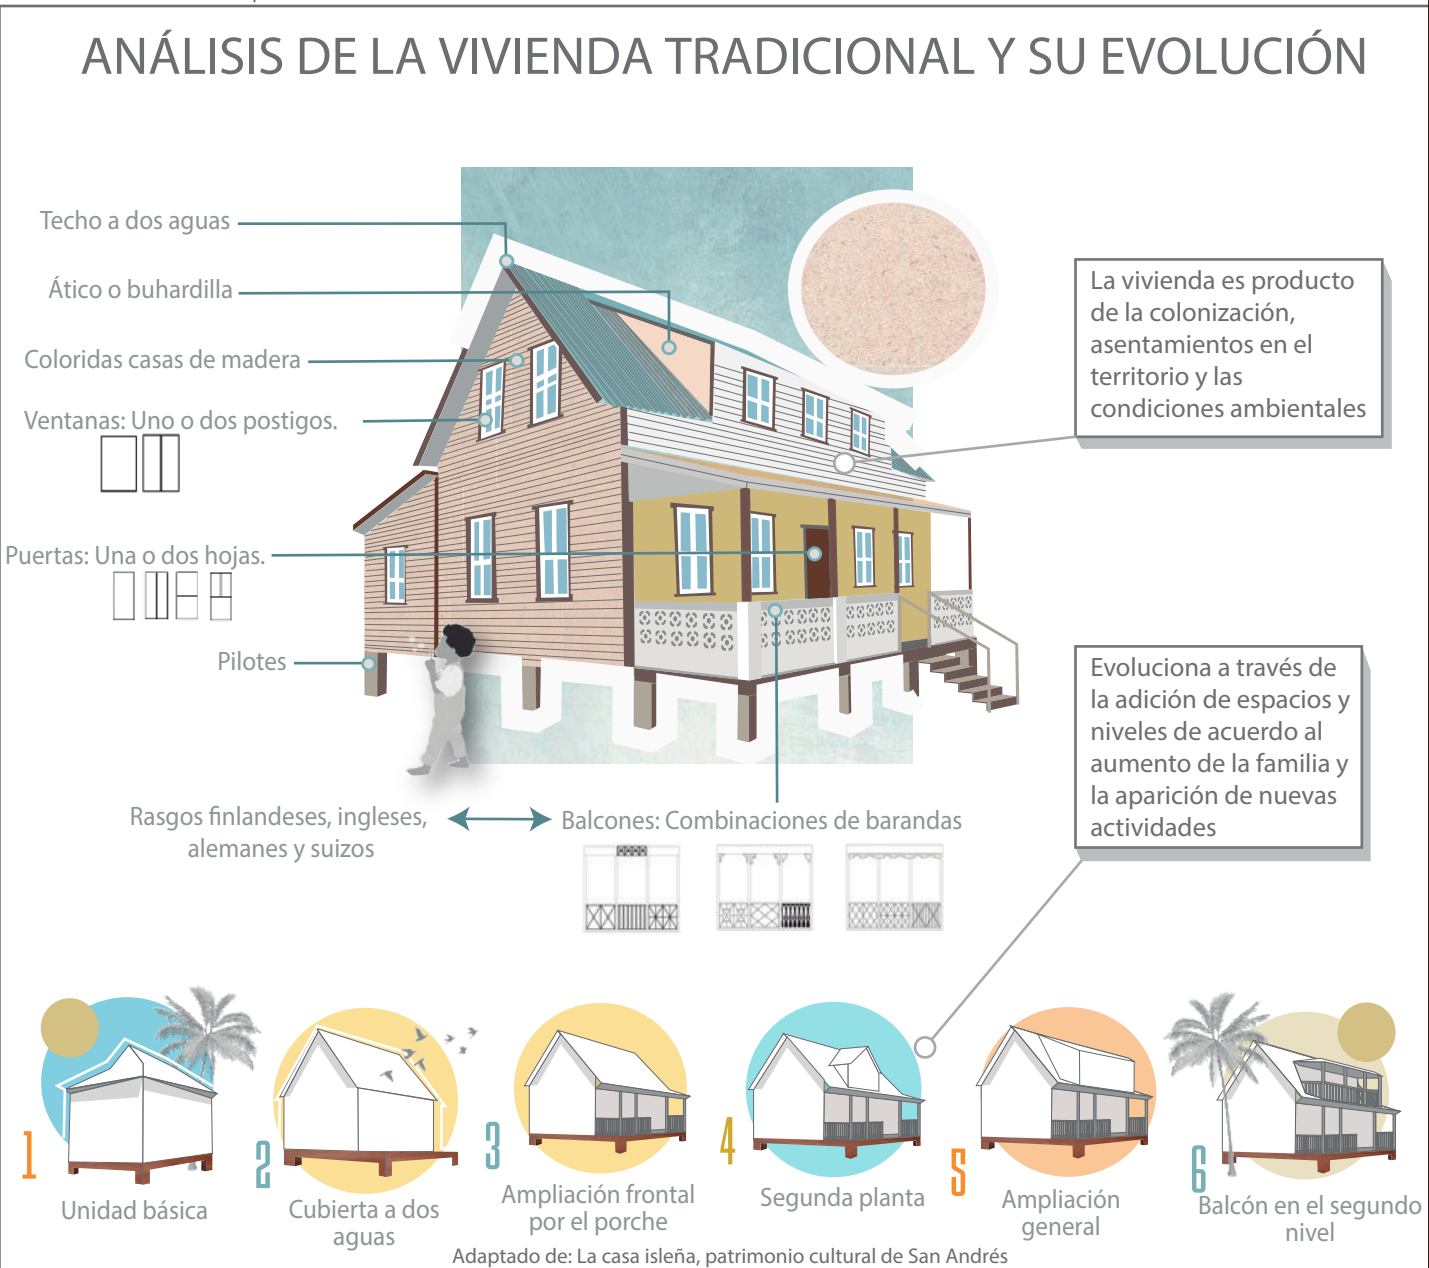 ANÁLISIS DE LA VIVIENDA TRADICIONAL Y SU EVOLUCIÓN
Techo a dos aguas
Ático o buhardilla
Coloridas casas de madera
Ventanas: Uno o dos postigos.
Puertas: Una o dos hojas.
Pilotes
La vivienda es producto
de la colonización,
asentamientos en el
territorio y las
condiciones ambientales
Evoluciona a través de
la adición de espacios y
niveles de acuerdo al
aumento de la familia y
la aparición de nuevas
actividades
Rasgos finlandeses, ingleses,
alemanes y suizos
Balcones: Combinaciones de barandas
1
Unidad básica
2
Cubierta a dos
aguas
3
Ampliación frontal
por el porche
4
Segunda planta
5
Ampliación
general
6
Balcón en el segundo
nivel
Adaptado de: La casa isleña, patrimonio cultural de San Andrés